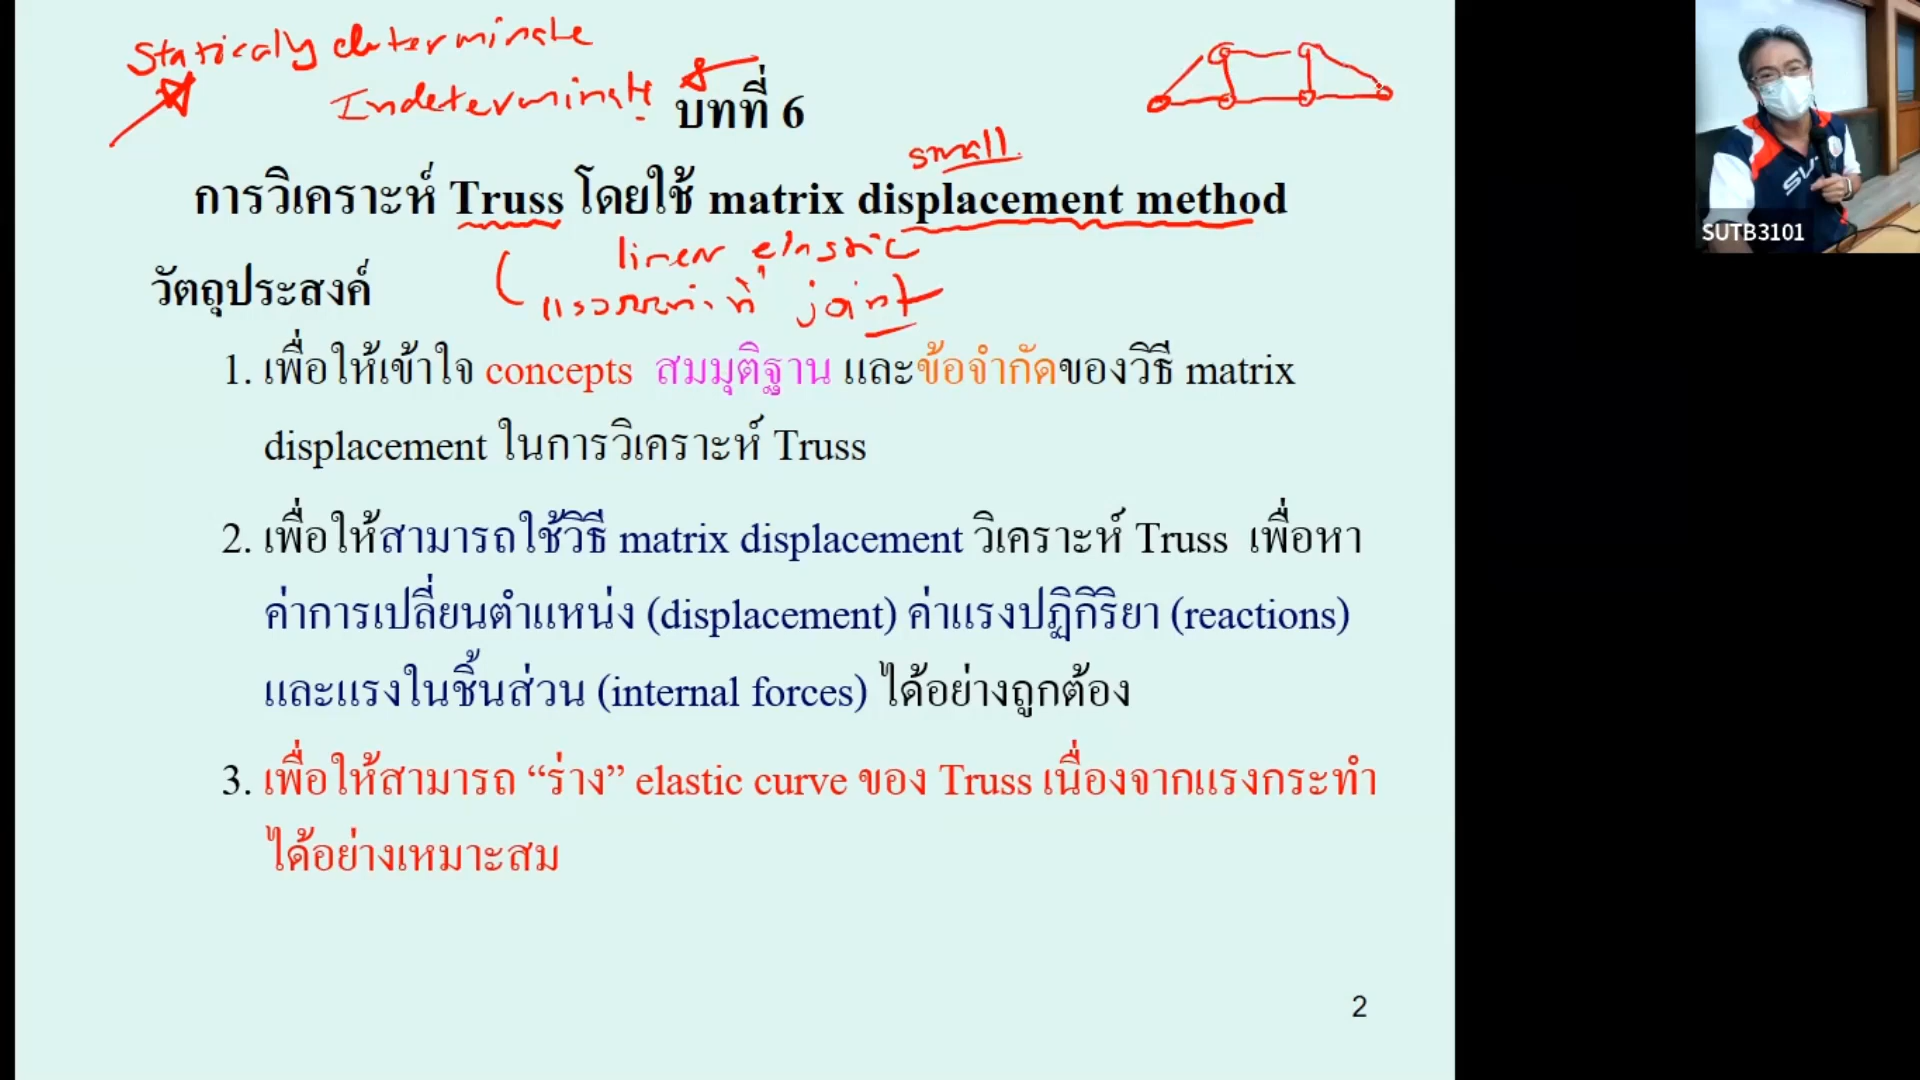 Statically determinate
Indeterminate
บทที่ 6
small
การวิเคราะห์ Truss โดยใช้ matrix displacement method
linear elastic
แรงกระทำที่ joint
วัตถุประสงค์
1. เพื่อให้เข้าใจ concepts สมมุติฐาน และข้อจำกัดของวิธี matrix
displacement ในการวิเคราะห์ Truss
2. เพื่อให้สามารถใช้วิธี matrix displacement วิเคราะห์ Truss เพื่อหา
ค่าการเปลี่ยนตำแหน่ง (displacement) ค่าแรงปฏิกิริยา (reactions)
และแรงในชิ้นส่วน (internal forces) ได้อย่างถูกต้อง
3. เพื่อให้สามารถ “ร่าง” elastic curve ของ Truss เนื่องจากแรงกระทำ
ได้อย่างเหมาะสม
2
SUTB3101